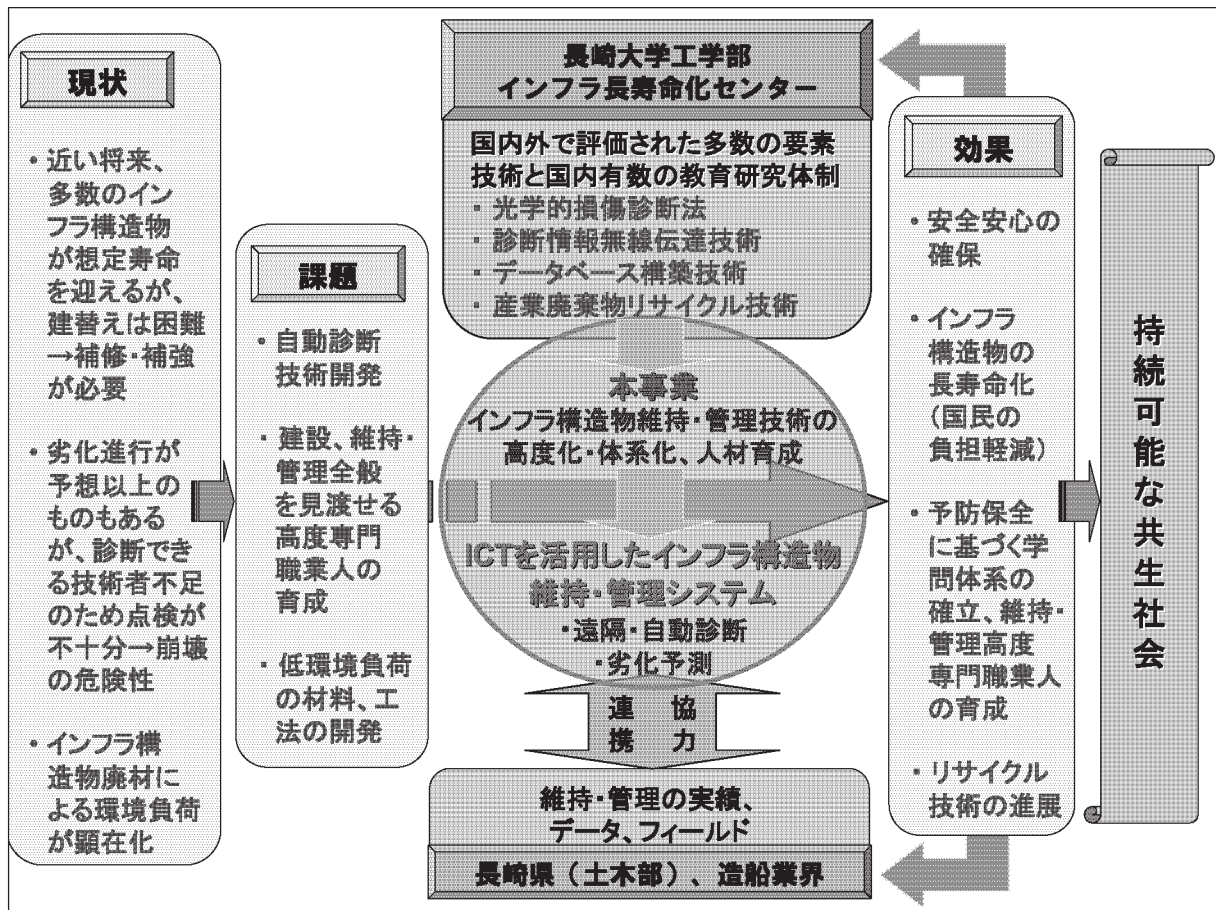 現状
・近い将来、
多数のイン
フラ構造物
が想定寿命
を迎えるが、
建替えは困難
→補修・補強
が必要
・劣化進行が
予想以上の
ものもある
が、診断でき
る技術者不足
のため点検が
不十分→崩壊
の危険性
・インフラ構
造物廃材に
よる環境負荷
が顕在化
課題
・自動診断
技術開発
・建設、維持・
管理全般
を見渡せる
高度専門
職業人の
育成
・低環境負荷
の材料、工
法の開発
長崎大学工学部
インフラ長寿命化センター
国内外で評価された多数の要素
技術と国内有数の教育研究体制
・光学的損傷診断法
・診断情報無線伝達技術
・データベース構築技術
・産業廃棄物リサイクル技術
本事業
インフラ構造物維持・管理技術の
高度化・体系化、人材育成
ICTを活用したインフラ構造物
維持・管理システム
・遠隔・自動診断
・劣化予測
連 協
携 力
維持・管理の実績、
データ、フィールド
長崎県（土木部）、造船業界
効果
・安全安心の
確保
・インフラ
構造物の
長寿命化
（国民の
負担軽減）
・予防保全
に基づく学
問体系の
確立、維持・
管理高度
専門職業人
の育成
・リサイクル
技術の進展
持続可能な共生社会